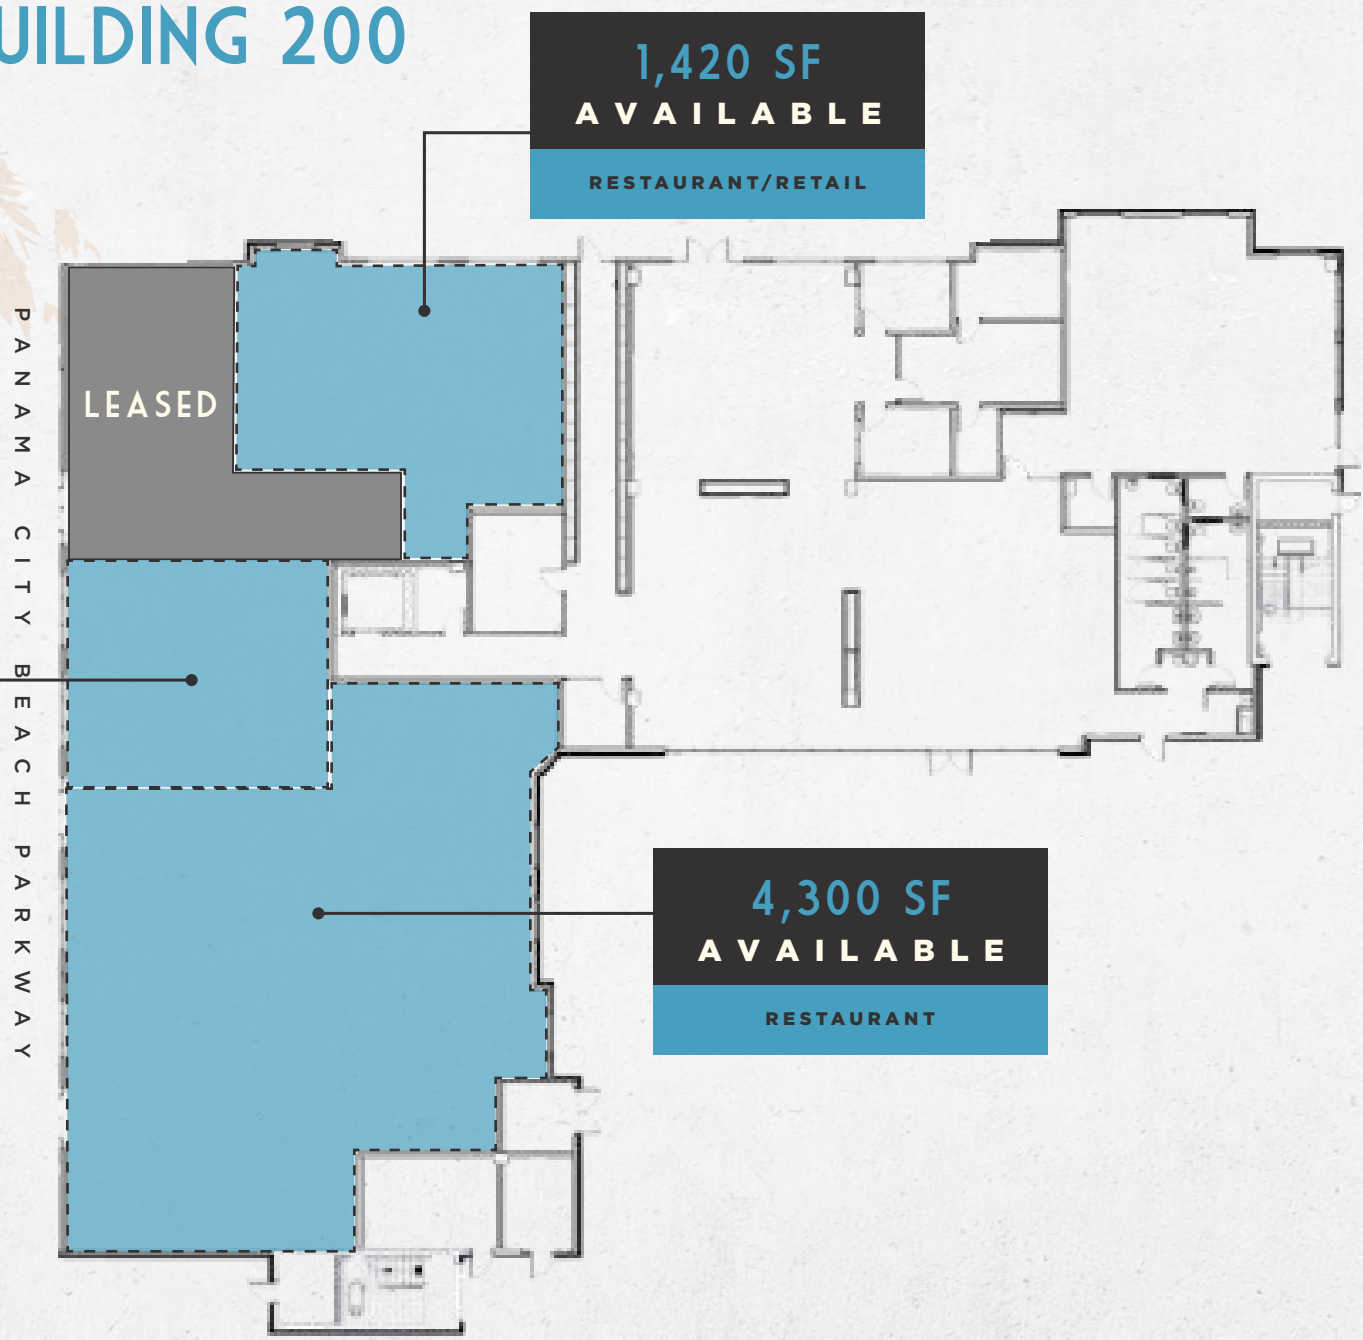 UILDING 200
1,420 SF
AVAILABLE
RESTAURANT/RETAIL
LEASED
PANAMA CITY BEACH PARKWAY
4,300 SF
AVAILABLE
RESTAURANT